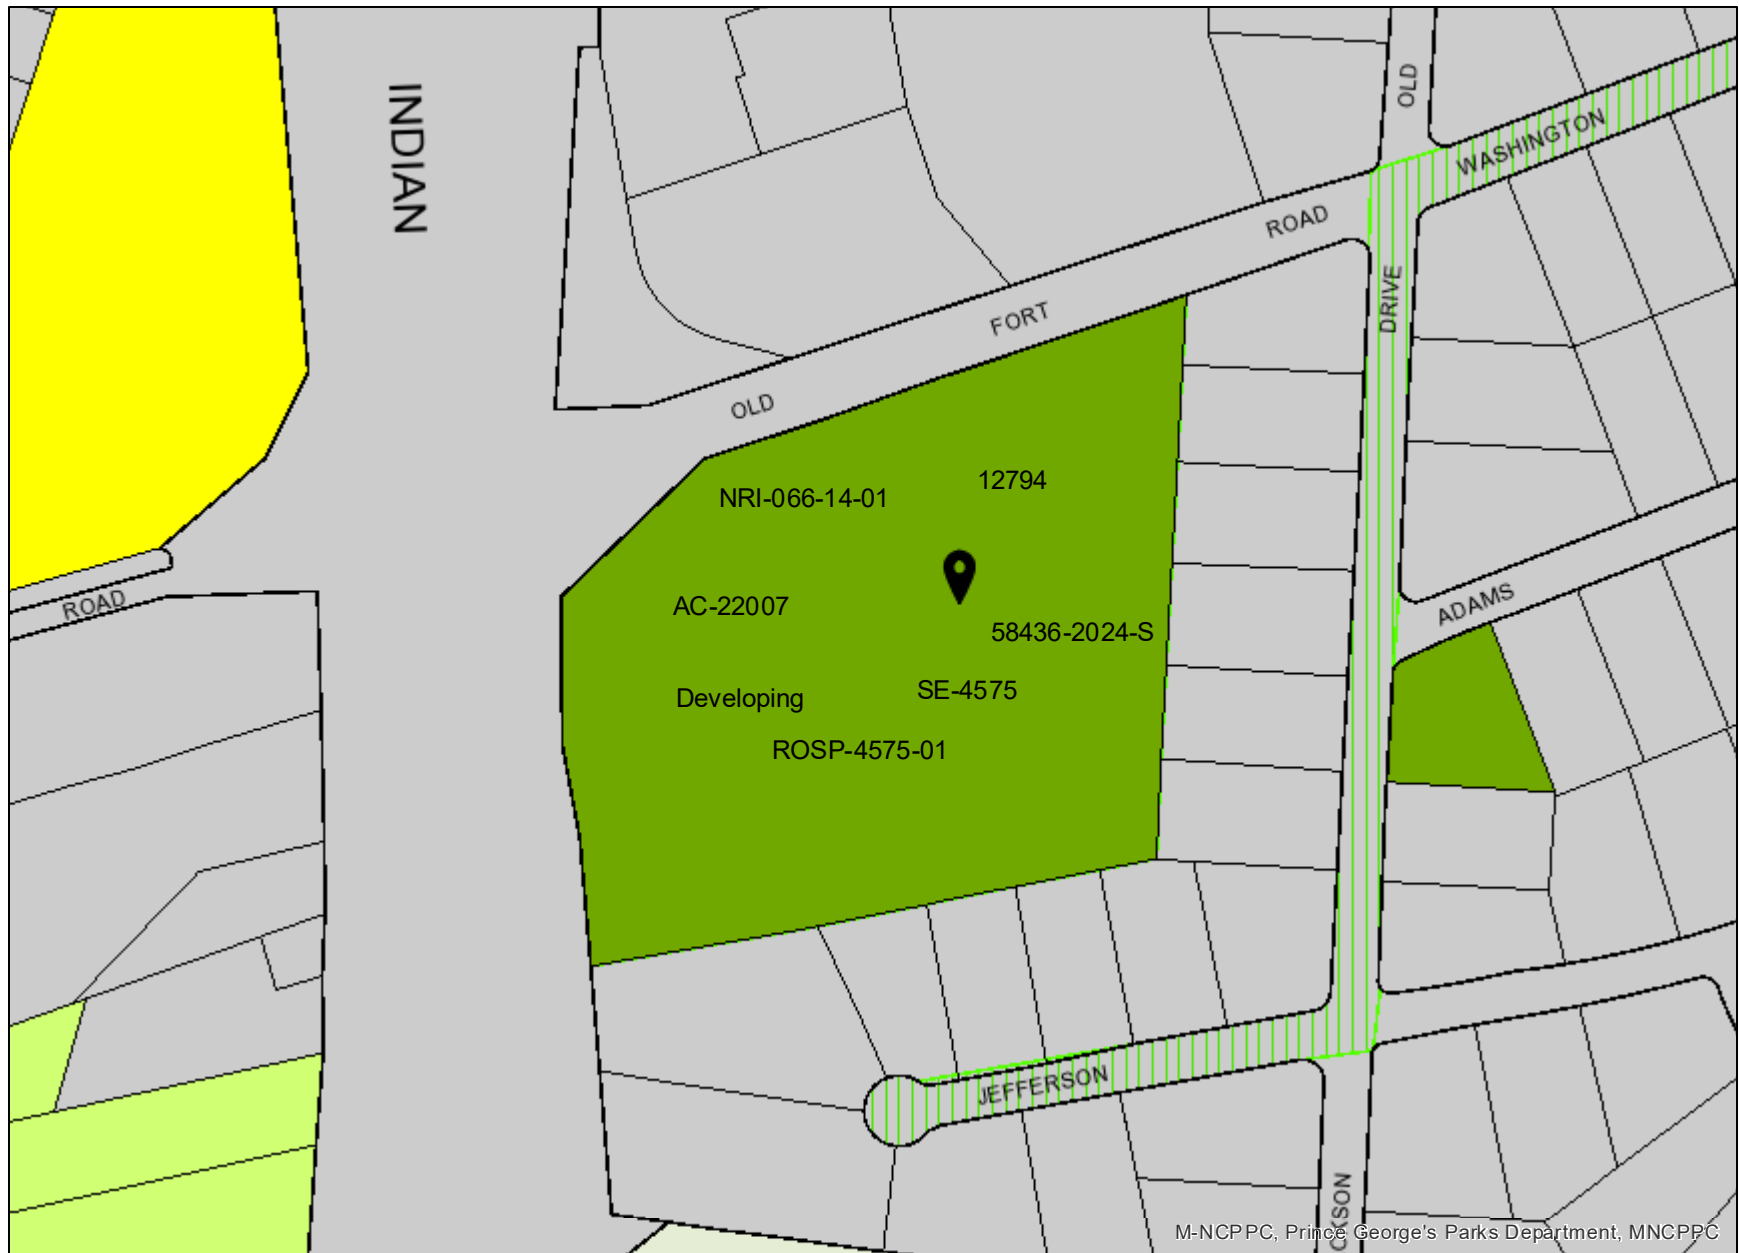 OLD
INDIAN
WASHINGTON
ROAD
DRIVE
FORT
OLD
12794
NRI-066-14-01
ROAD
AC-22007
ADAMS
58436-2024-S
Developing
SE-4575
ROSP-4575-01
JEFFERSON
CKSON
M-NCPPC, Prince George's Parks Department, MNCPPC